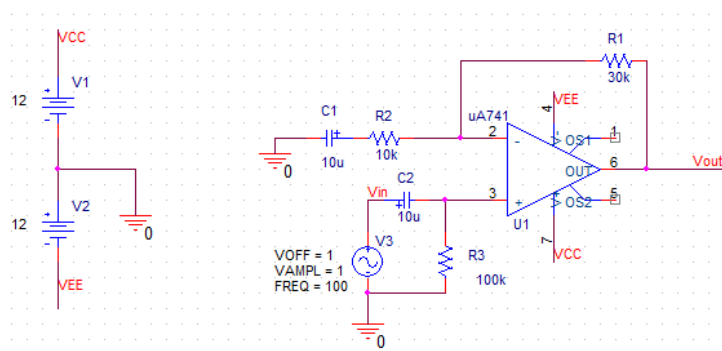 VCC
V1
12
V2
12
0
VEE
R1
30k
C1
10u
R2
10k
0
uA741
VEE
4
2
-
V-
OS1
1
OUT
6
Vout
3
+
V+
OS2
5
U1
7
VCC
Vin
C2
10u
V3
VOFF = 1
VAMPL = 1
FREQ = 100
R3
100k
0